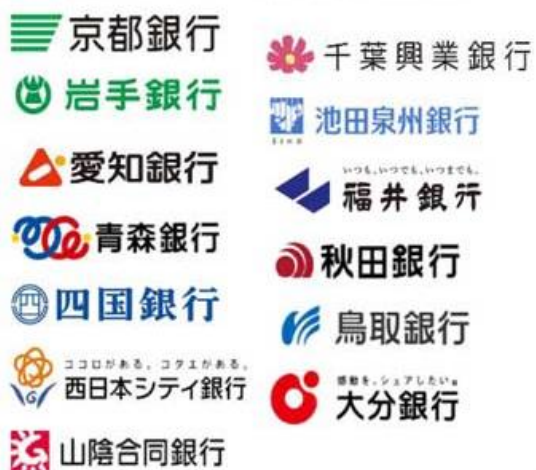 京都銀行
岩手銀行
愛知銀行
青森銀行
四国銀行
ココロがある。コタエがある。
西日本シティ銀行
山陰合同銀行
千葉興業銀行
池田泉州銀行
いつも。いつでも。いつまでも。
福井銀行
秋田銀行
鳥取銀行
感動を、シェアしたい。
大分銀行